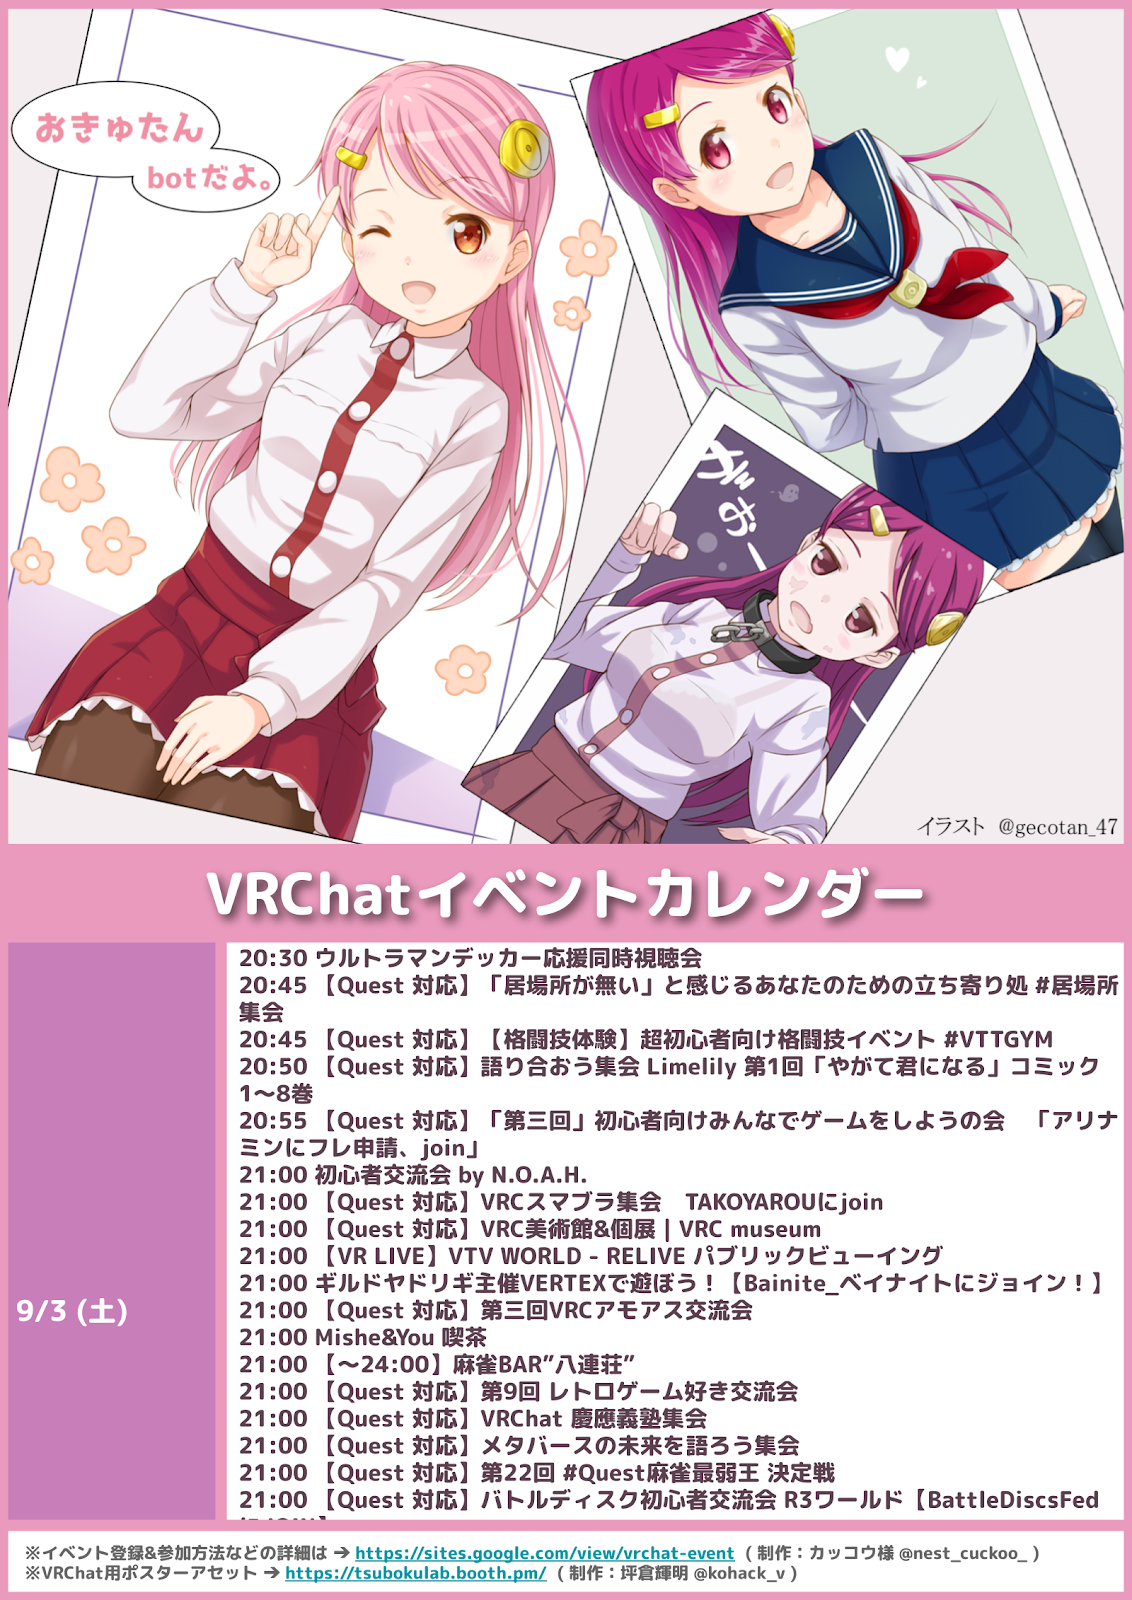 おきゅたん
botだよ。
がおー
イラスト @gecotan_47
VRChatイベントカレンダー
9/3 (土)
20:30 ウルトラマンデッカー応援同時視聴会
20:45 【Quest 対応】「居場所が無い」と感じるあなたのための立ち寄り処 #居場所
集会
20:45 【Quest 対応】【格闘技体験】超初心者向け格闘技イベント #VTTGYM
20:50 【Quest 対応】語り合おう集会 Limelily 第1回「やがて君になる」コミック
1〜8巻
20:55 【Quest 対応】「第三回」初心者向けみんなでゲームをしようの会　「アリナ
ミンにフレ申請、join」
21:00 初心者交流会 by N.O.A.H.
21:00 【Quest 対応】VRCスマブラ集会　TAKOYAROUにjoin
21:00 【Quest 対応】VRC美術館&個展 | VRC museum
21:00 【VR LIVE】VTV WORLD - RELIVE パブリックビューイング
21:00 ギルドヤドリギ主催VERTEXで遊ぼう！【Bainite_ベイナイトにジョイン！】
21:00 【Quest 対応】第三回VRCアモアス交流会
21:00 Mishe&You 喫茶
21:00 【〜24:00】麻雀BAR”八連荘”
21:00 【Quest 対応】第9回 レトロゲーム好き交流会
21:00 【Quest 対応】VRChat 慶應義塾集会
21:00 【Quest 対応】メタバースの未来を語ろう集会
21:00 【Quest 対応】第22回 #Quest麻雀最弱王 決定戦
21:00 【Quest 対応】バトルディスク初心者交流会 R3ワールド【BattleDiscsFed
※イベント登録&参加方法などの詳細は → https://sites.google.com/view/vrchat-event ( 制作：カッコウ様 @nest_cuckoo_ )
※VRChat用ポスターアセット → https://tsubokulab.booth.pm/ ( 制作：坪倉輝明 @kohack_v )